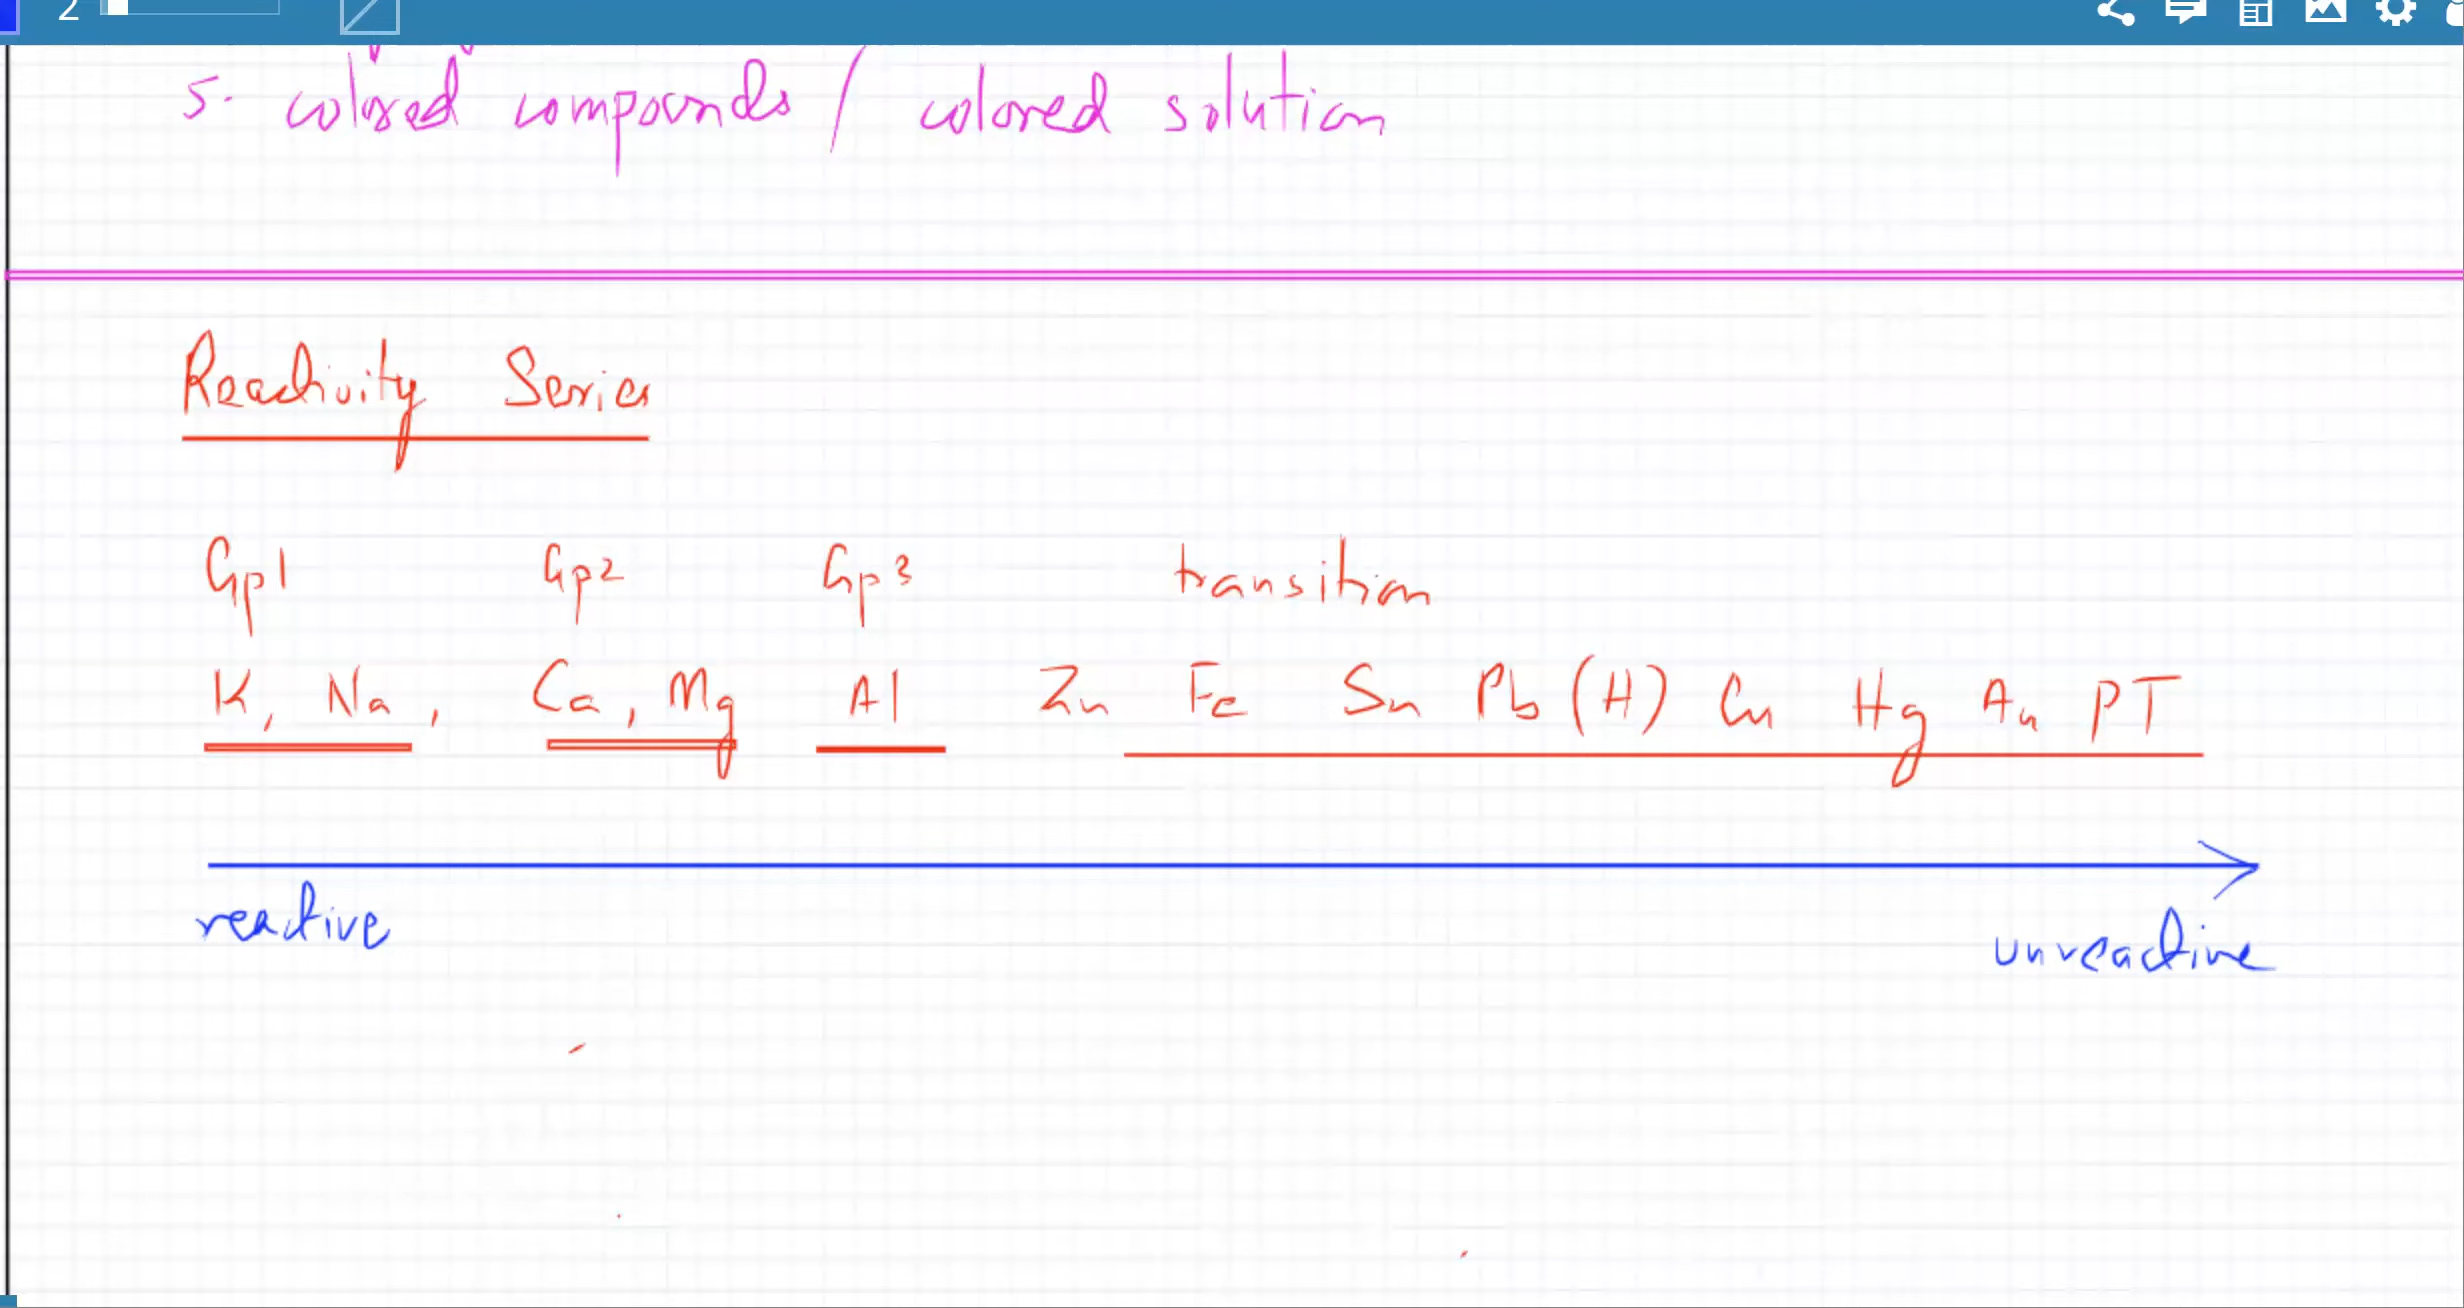 2
5. colored compounds / colored solution
Reactivity Series
Gp1 Gp2 Gp3 transition
K, Na, Ca, Mg Al Zn Fe Sn Pb (H) Cu Hg Au PT
reactive
unreactive